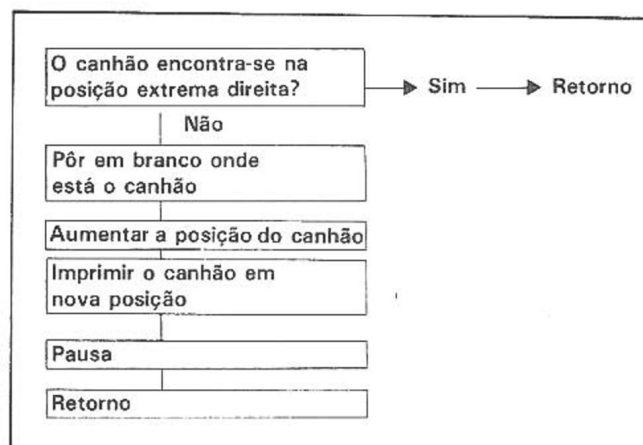 O canhão encontra-se na
posição extrema direita?
Sim
Retorno
Não
Pôr em branco onde
está o canhão
Aumentar a posição do canhão
Imprimir o canhão em
nova posição
Pausa
Retorno